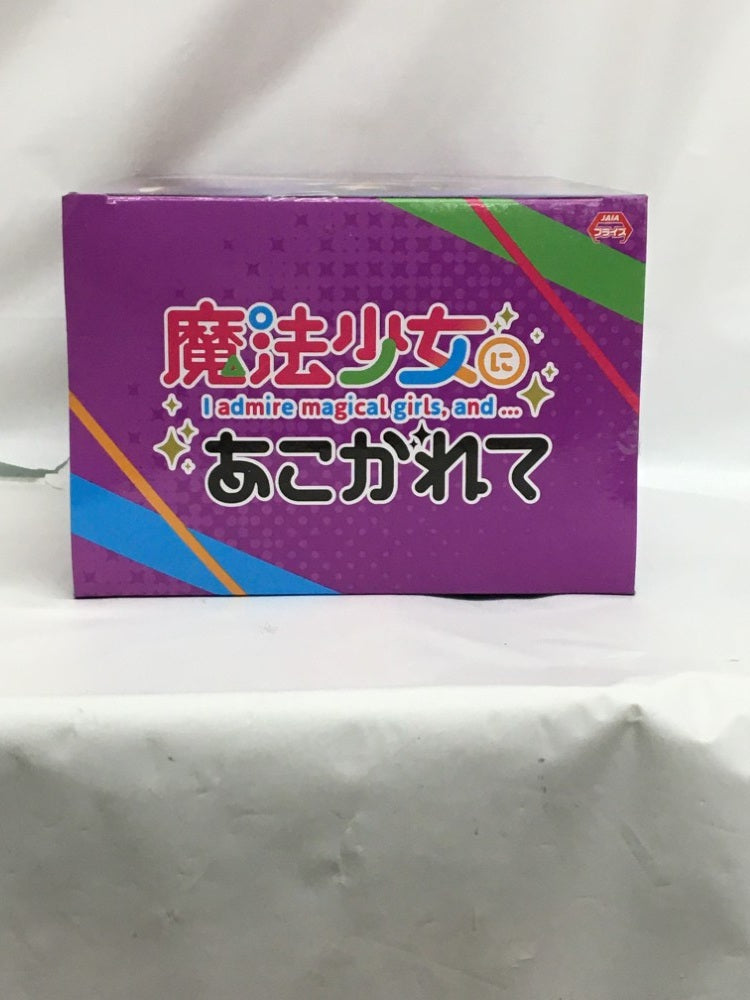 JAIA
プライズ
魔法少女に
I admire magical girls, and ...
あこがれて